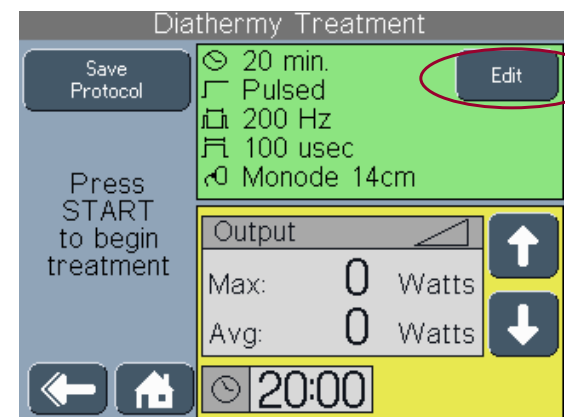 Diathermy Treatment
Save
Protocol
Press
START
to begin
treatment
20 min.
Pulsed
200 Hz
100 usec
Monode 14cm
Edit
Output
Max: 0 Watts
Avg: 0 Watts
20:00